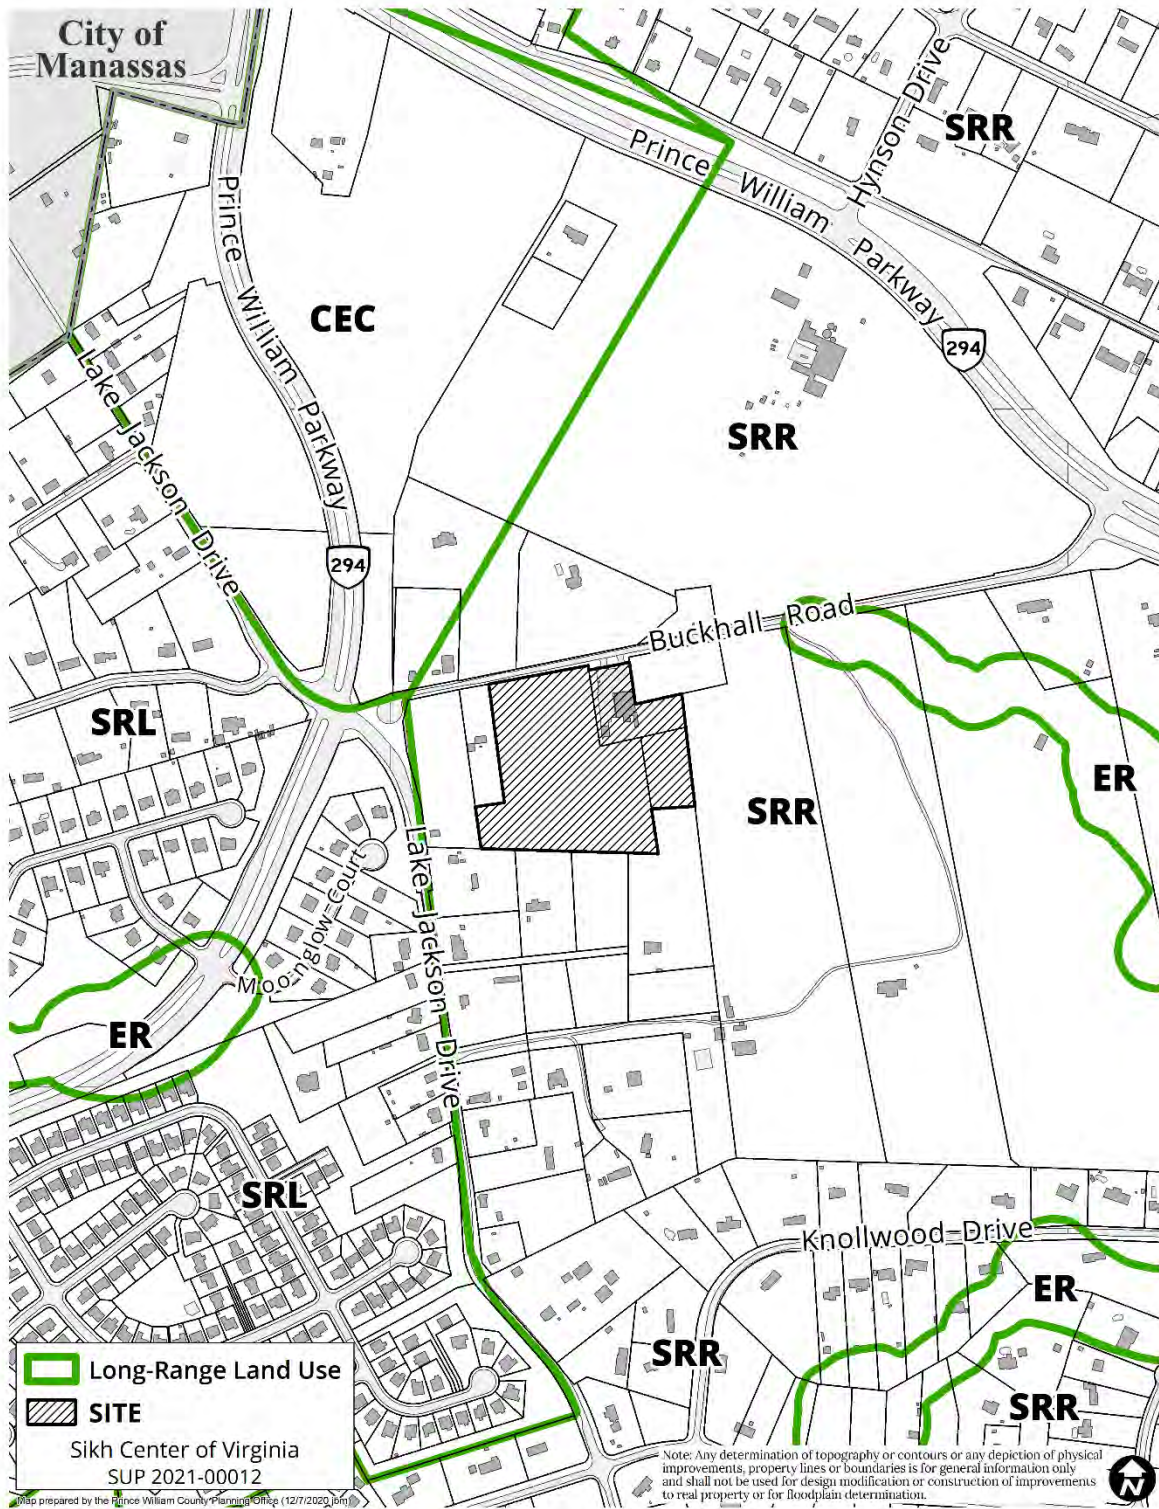 City of
Manassas
SRR
Hynson Drive
Prince William Parkway
294
Prince William Parkway
CEC
Lake Jackson Drive
SRR
294
Buckhall Road
SRL
ER
SRR
Lake Jackson Drive
Moonglow Court
ER
SRL
Knollwood Drive
ER
SRR
SRR
Long-Range Land Use
SITE
Sikh Center of Virginia
SUP 2021-00012
Map prepared by the Prince William County Planning Office (12/7/2020 jbm)
Note: Any determination of topography or contours or any depiction of physical
improvements, property lines or boundaries is for general information only
and shall not be used for design modification or construction of improvements
to real property or for floodplain determination.
N